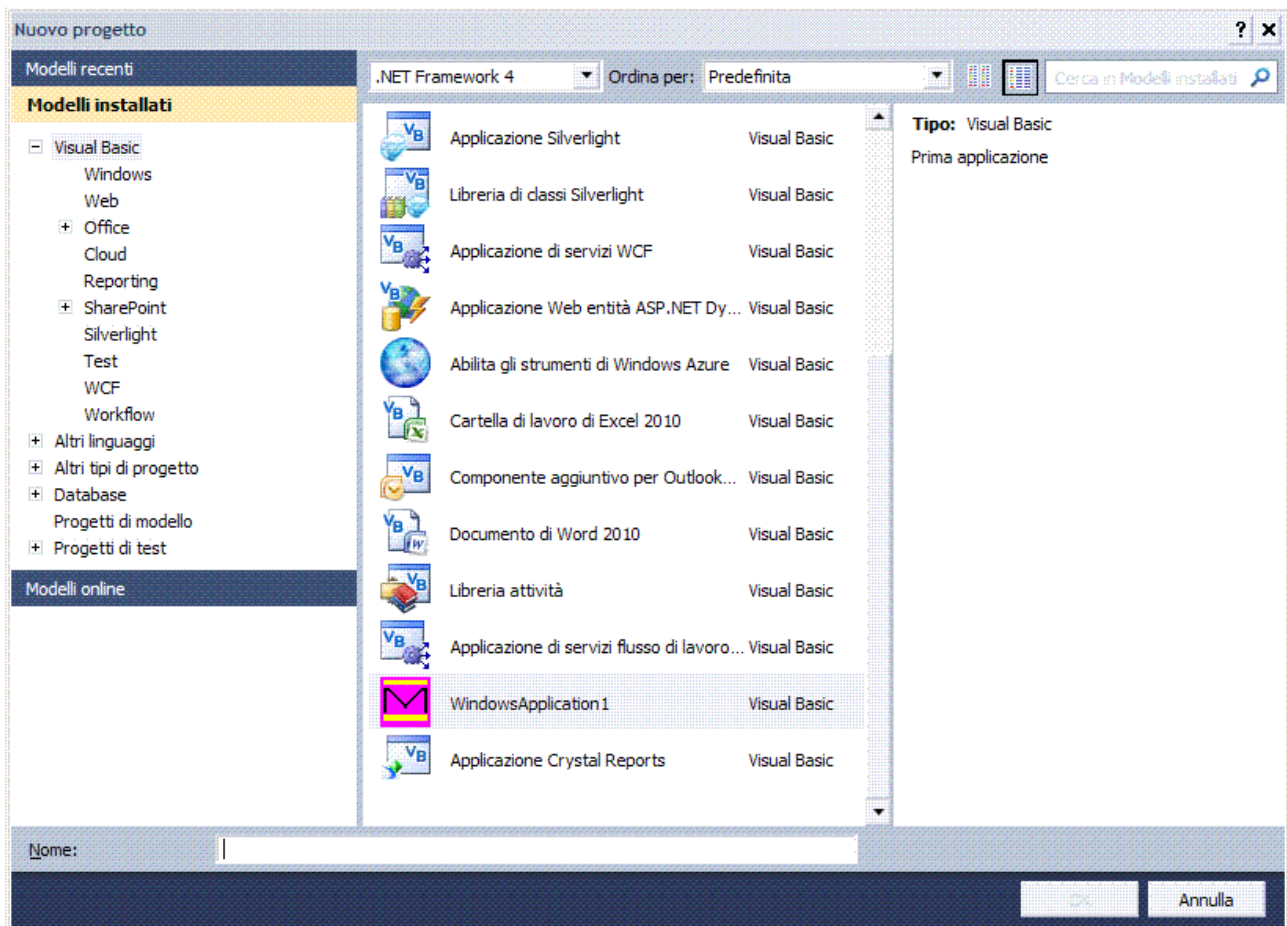 Nuovo progetto
Modelli recenti
Modelli installati
Visual Basic
Windows
Web
Office
Cloud
Reporting
SharePoint
Silverlight
Test
WCF
Workflow
Altri linguaggi
Altri tipi di progetto
Database
Progetti di modello
Progetti di test
Modelli online
.NET Framework 4
Ordina per: Predefinita
Cerca in Modelli installati
Applicazione Silverlight Visual Basic
Libreria di classi Silverlight Visual Basic
Applicazione di servizi WCF Visual Basic
Applicazione Web entità ASP.NET Dy... Visual Basic
Abilita gli strumenti di Windows Azure Visual Basic
Cartella di lavoro di Excel 2010 Visual Basic
Componente aggiuntivo per Outlook... Visual Basic
Documento di Word 2010 Visual Basic
Libreria attività Visual Basic
Applicazione di servizi flusso di lavoro... Visual Basic
WindowsApplication1 Visual Basic
Applicazione Crystal Reports Visual Basic
Tipo: Visual Basic
Prima applicazione
Nome:
OK
Annulla